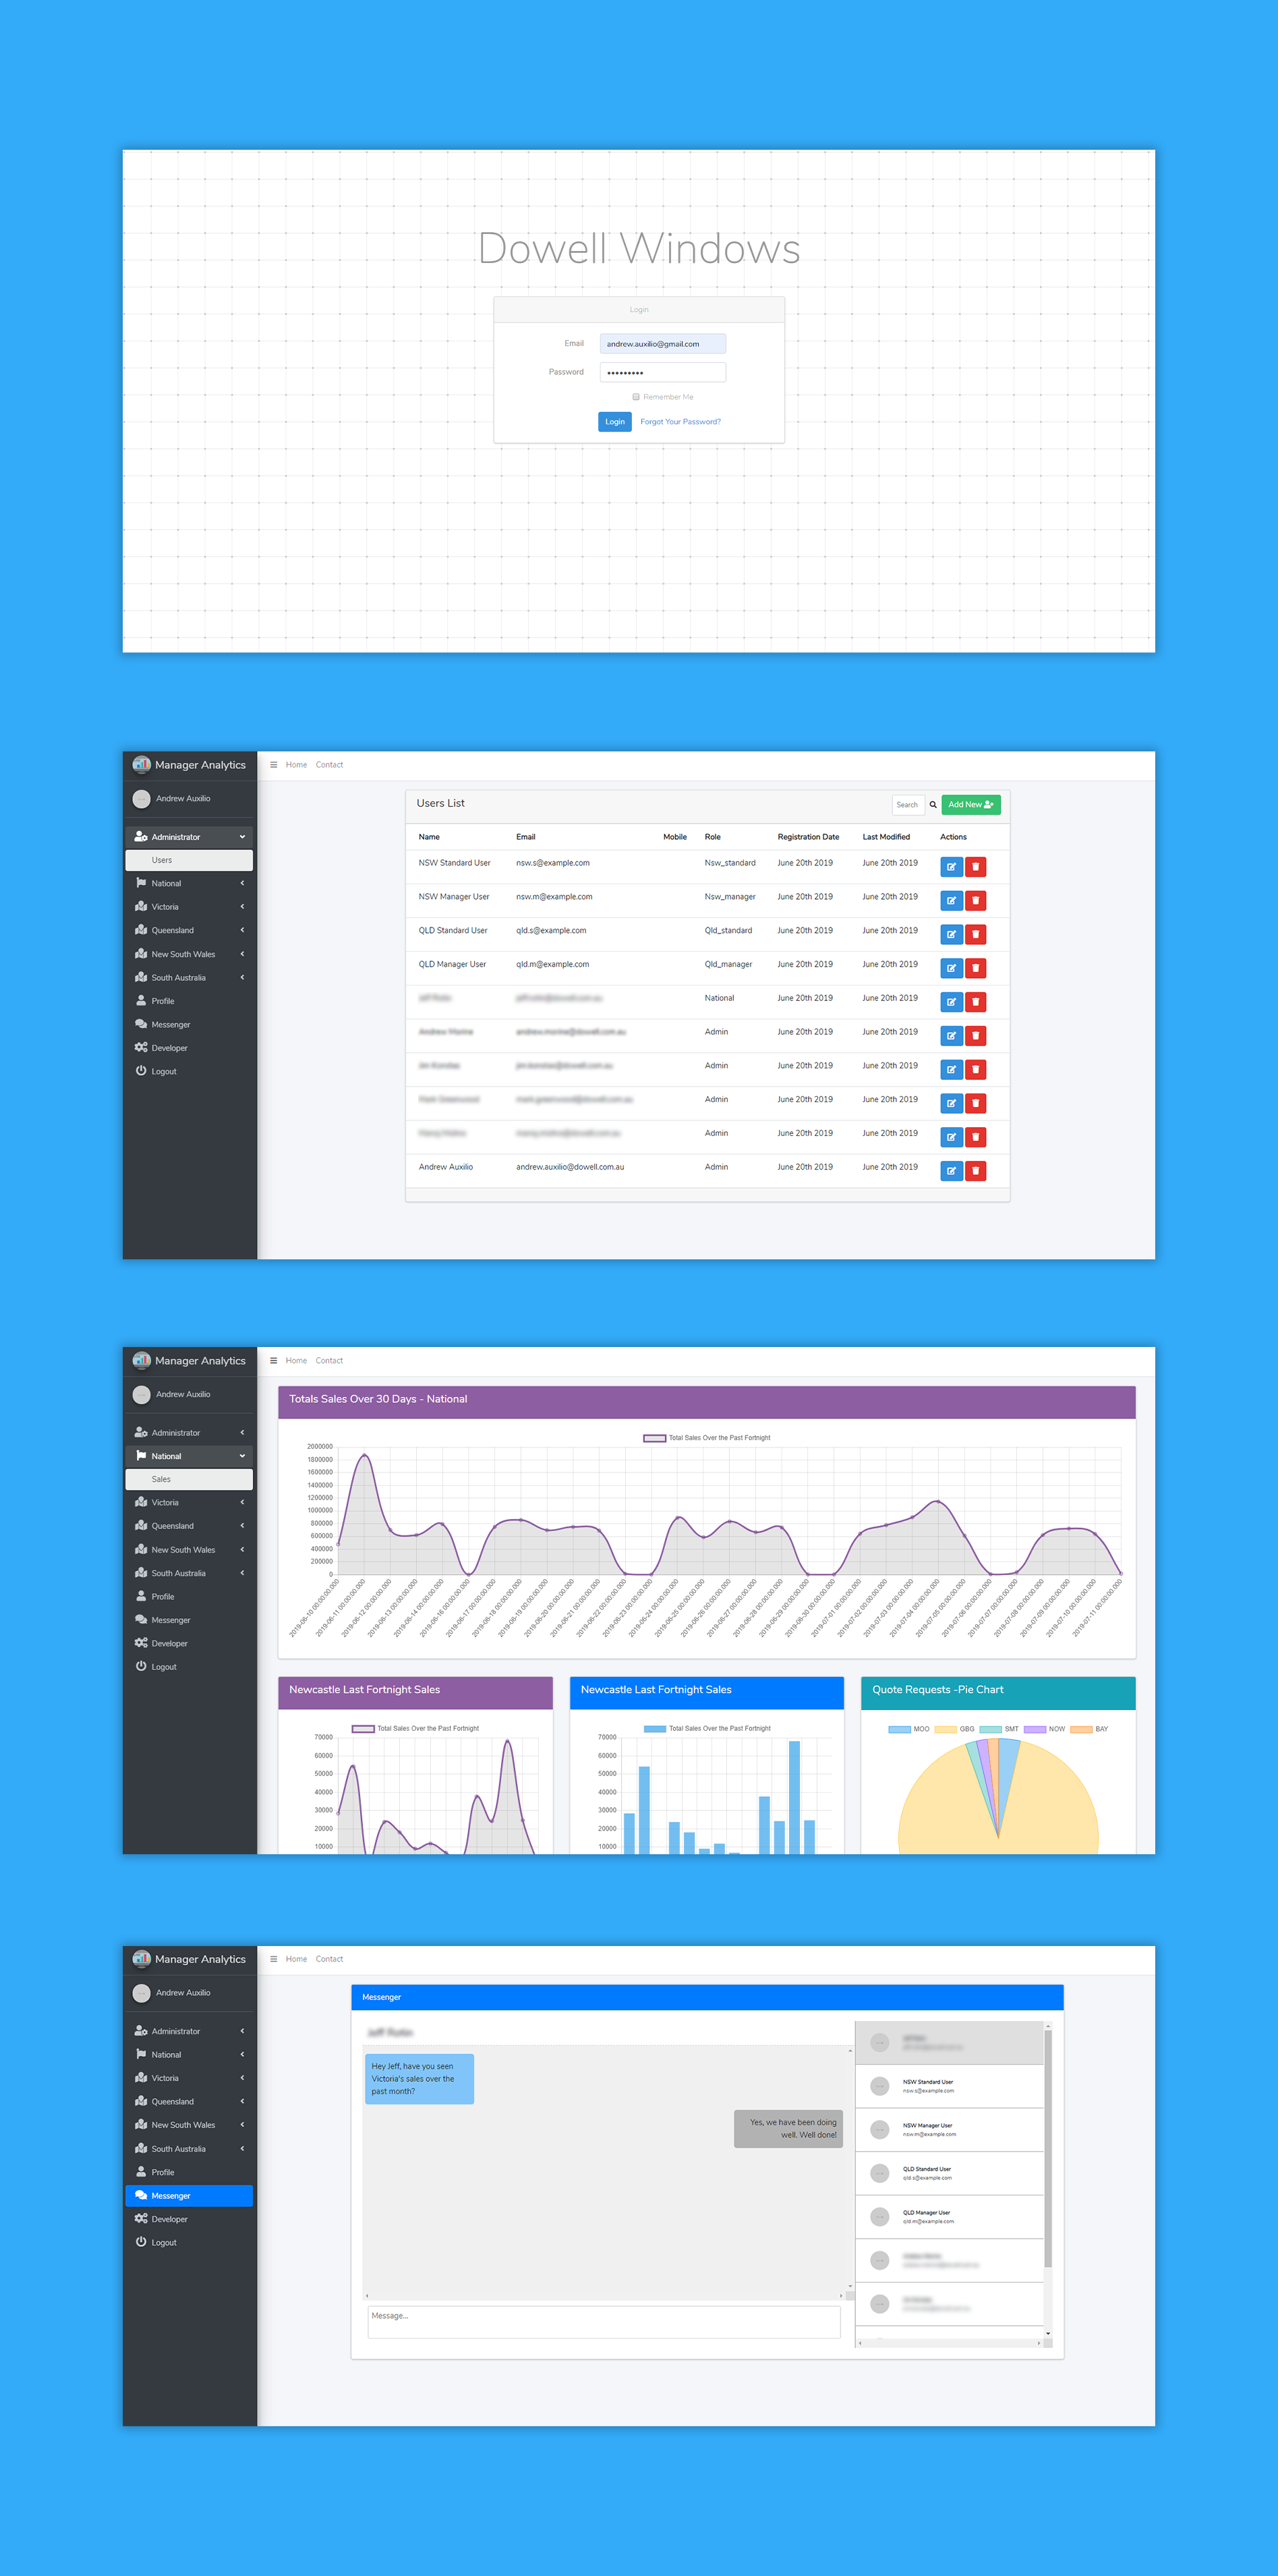 Dowell Windows
Login
Email andrew.auxilio@gmail.com
Password •••••••••
Remember Me
Login Forgot Your Password?
Manager Analytics
Andrew Auxilio
Administrator
Users
National
Victoria
Queensland
New South Wales
South Australia
Profile
Messenger
Developer
Logout
Home Contact
Users List Search Add New
Name Email Mobile Role Registration Date Last Modified Actions
NSW Standard User nsw.s@example.com Nsw_standard June 20th 2019 June 20th 2019
NSW Manager User nsw.m@example.com Nsw_manager June 20th 2019 June 20th 2019
QLD Standard User qld.s@example.com Qld_standard June 20th 2019 June 20th 2019
QLD Manager User qld.m@example.com Qld_manager June 20th 2019 June 20th 2019
National June 20th 2019 June 20th 2019
Admin June 20th 2019 June 20th 2019
Admin June 20th 2019 June 20th 2019
Admin June 20th 2019 June 20th 2019
Admin June 20th 2019 June 20th 2019
Andrew Auxilio andrew.auxilio@dowell.com.au Admin June 20th 2019 June 20th 2019
Manager Analytics
Andrew Auxilio
Administrator
National
Sales
Victoria
Queensland
New South Wales
South Australia
Profile
Messenger
Developer
Logout
Home Contact
Totals Sales Over 30 Days - National
Total Sales Over the Past Fortnight
2000000
1800000
1600000
1400000
1200000
1000000
800000
600000
400000
200000
0
2019-06-10 00:00:00.000
2019-06-11 00:00:00.000
2019-06-12 00:00:00.000
2019-06-13 00:00:00.000
2019-06-14 00:00:00.000
2019-06-16 00:00:00.000
2019-06-17 00:00:00.000
2019-06-18 00:00:00.000
2019-06-19 00:00:00.000
2019-06-20 00:00:00.000
2019-06-21 00:00:00.000
2019-06-22 00:00:00.000
2019-06-23 00:00:00.000
2019-06-24 00:00:00.000
2019-06-25 00:00:00.000
2019-06-26 00:00:00.000
2019-06-27 00:00:00.000
2019-06-28 00:00:00.000
2019-06-29 00:00:00.000
2019-06-30 00:00:00.000
2019-07-01 00:00:00.000
2019-07-02 00:00:00.000
2019-07-03 00:00:00.000
2019-07-04 00:00:00.000
2019-07-05 00:00:00.000
2019-07-06 00:00:00.000
2019-07-07 00:00:00.000
2019-07-08 00:00:00.000
2019-07-09 00:00:00.000
2019-07-10 00:00:00.000
2019-07-11 00:00:00.000
Newcastle Last Fortnight Sales
Total Sales Over the Past Fortnight
70000
60000
50000
40000
30000
20000
10000
Newcastle Last Fortnight Sales
Total Sales Over the Past Fortnight
70000
60000
50000
40000
30000
20000
10000
Quote Requests -Pie Chart
MOO GBG SMT NOW BAY
Manager Analytics
Andrew Auxilio
Administrator
National
Victoria
Queensland
New South Wales
South Australia
Profile
Messenger
Developer
Logout
Home Contact
Messenger
Hey Jeff, have you seen
Victoria's sales over the
past month?
Yes, we have been doing
well. Well done!
Message...
NSW Standard User
nsw.s@example.com
NSW Manager User
nsw.m@example.com
QLD Standard User
qld.s@example.com
QLD Manager User
qld.m@example.com